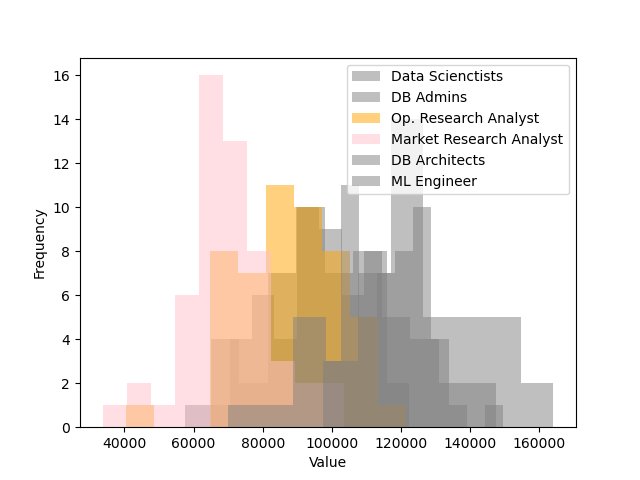 16
14
12
10
8
6
4
2
0
Frequency
Data Scienctists
DB Admins
Op. Research Analyst
Market Research Analyst
DB Architects
ML Engineer
40000 60000 80000 100000 120000 140000 160000
Value